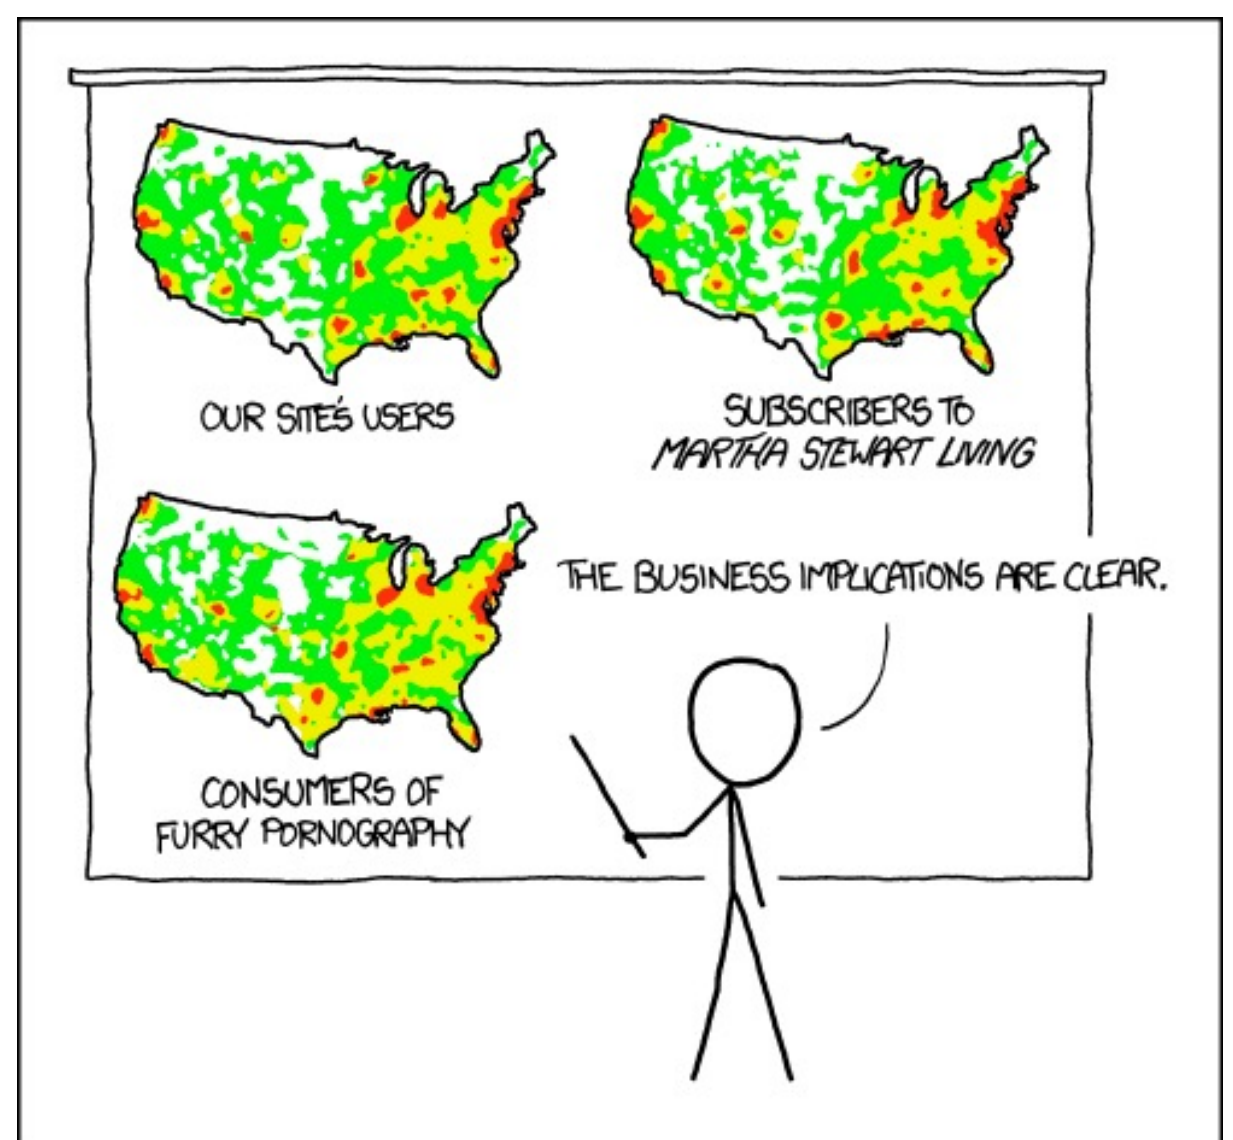 OUR SITE'S USERS
SUBSCRIBERS TO
MARTHA STEWART LIVING
CONSUMERS OF
FURRY PORNOGRAPHY
THE BUSINESS IMPLICATIONS ARE CLEAR.